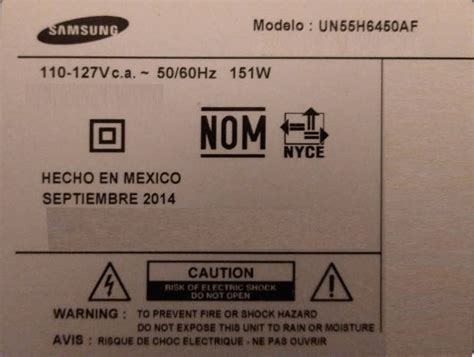 SAMSUNG
Modelo : UN55H6450AF
110-127V c.a. ~ 50/60Hz 151W
NOM
NYCE
HECHO EN MEXICO
SEPTIEMBRE 2014
CAUTION
RISK OF ELECTRIC SHOCK
DO NOT OPEN
WARNING : TO PREVENT FIRE OR SHOCK HAZARD
DO NOT EXPOSE THIS UNIT TO RAIN OR MOISTURE
AVIS : RISQUE DE CHOC ELECTRIQUE - NE PAS OUVRIR